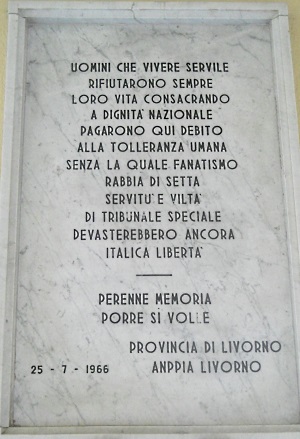 UOMINI CHE VIVERE SERVILE
RIFIUTARONO SEMPRE
LORO VITA CONSACRANDO
A DIGNITA' NAZIONALE
PAGARONO QUI DEBITO
ALLA TOLLERANZA UMANA
SENZA LA QUALE FANATISMO
RABBIA DI SETTA
SERVITU' E VILTA'
DI TRIBUNALE SPECIALE
DEVASTEREBBERO ANCORA
ITALICA LIBERTA'
PERENNE MEMORIA
PORRE SI VOLLE
PROVINCIA DI LIVORNO
25 - 7 - 1966 ANPPIA LIVORNO